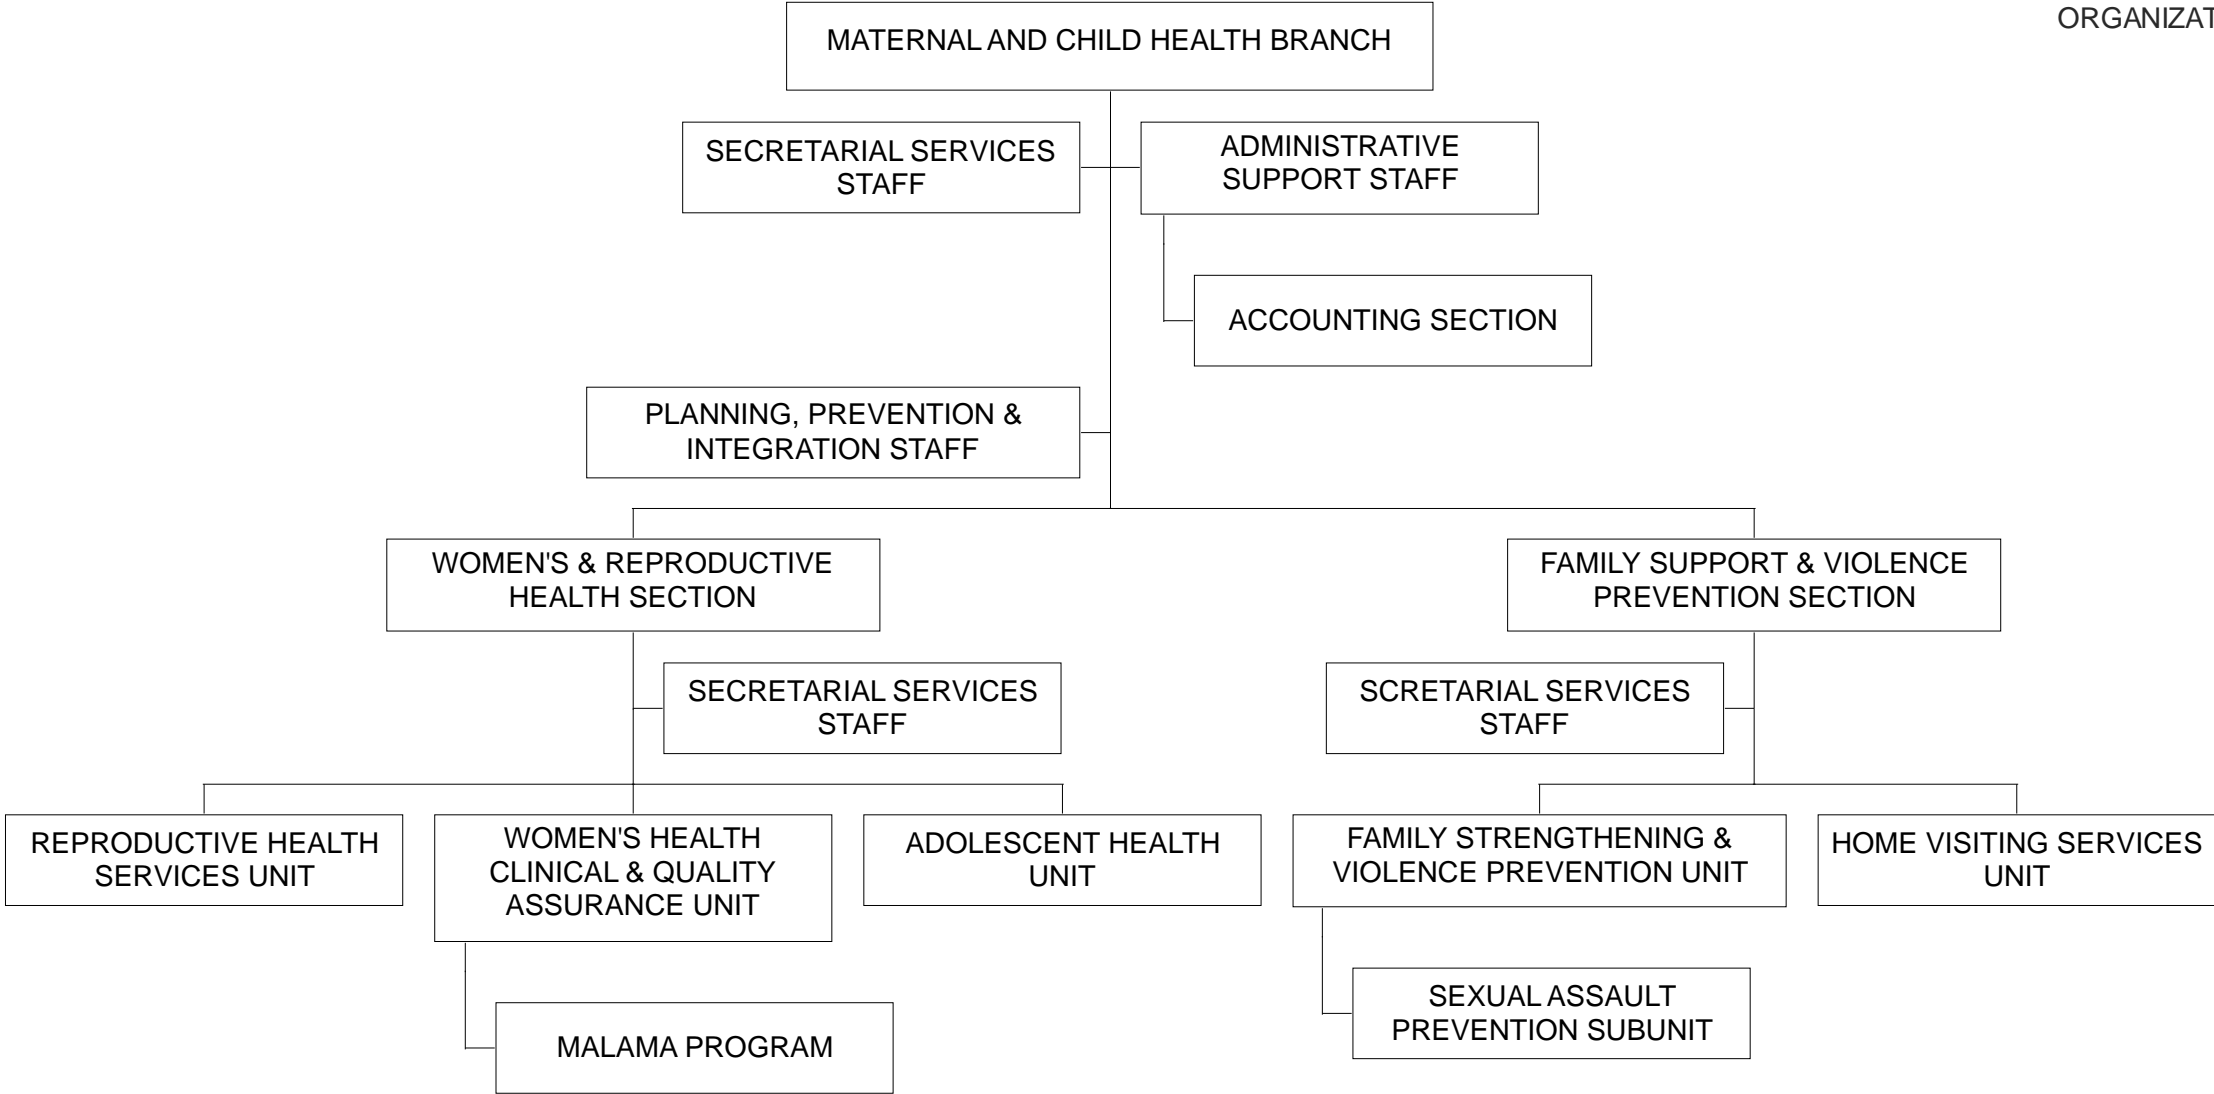 ORGANIZAT
MATERNAL AND CHILD HEALTH BRANCH
SECRETARIAL SERVICES
STAFF
ADMINISTRATIVE
SUPPORT STAFF
ACCOUNTING SECTION
PLANNING, PREVENTION &
INTEGRATION STAFF
WOMEN'S & REPRODUCTIVE
HEALTH SECTION
FAMILY SUPPORT & VIOLENCE
PREVENTION SECTION
SECRETARIAL SERVICES
STAFF
SCRETARIAL SERVICES
STAFF
REPRODUCTIVE HEALTH
SERVICES UNIT
WOMEN'S HEALTH
CLINICAL & QUALITY
ASSURANCE UNIT
ADOLESCENT HEALTH
UNIT
FAMILY STRENGTHENING &
VIOLENCE PREVENTION UNIT
HOME VISITING SERVICES
UNIT
MALAMA PROGRAM
SEXUAL ASSAULT
PREVENTION SUBUNIT